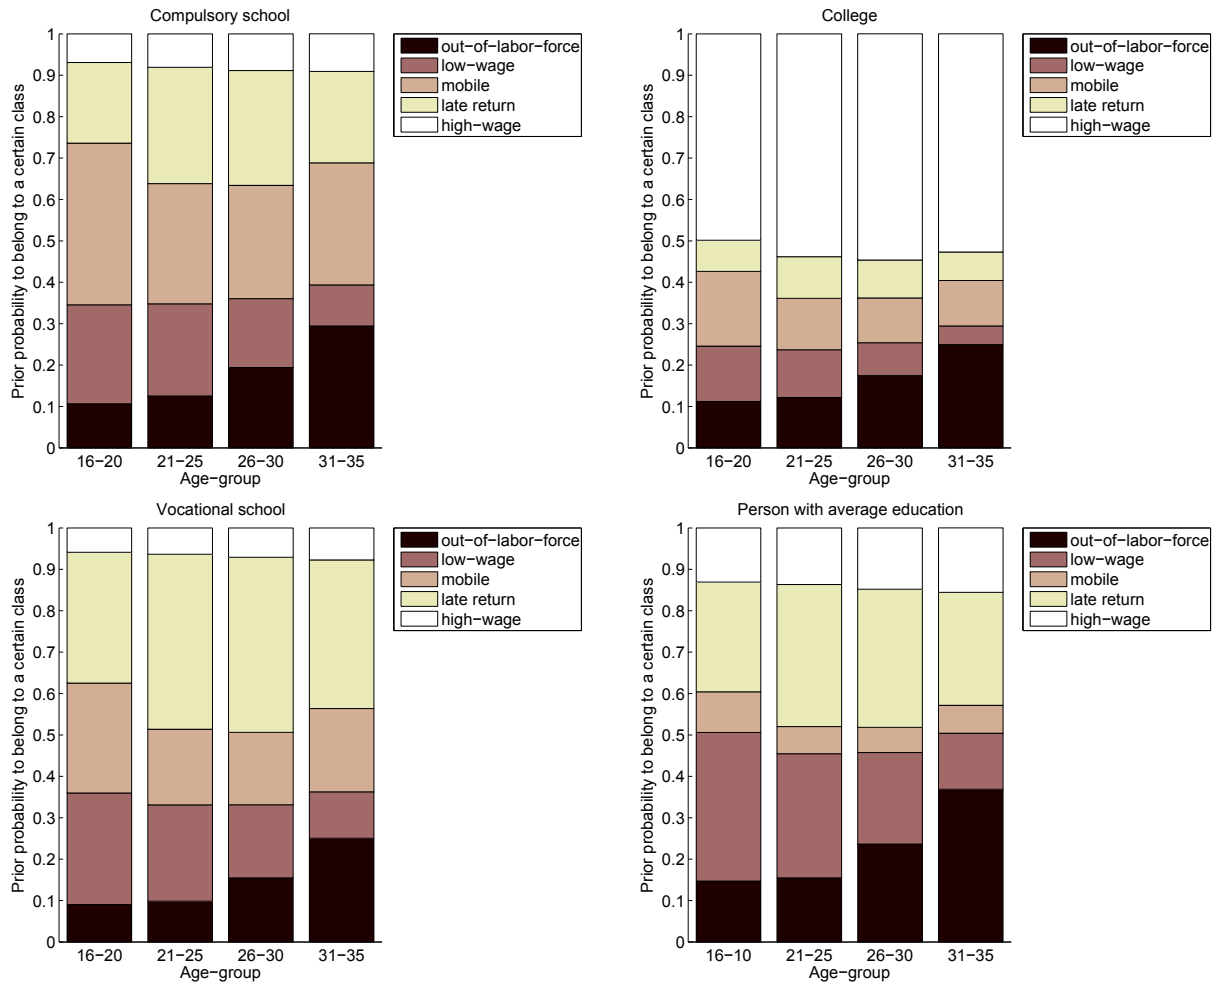 Compulsory school
Prior probability to belong to a certain class
1
0.9
0.8
0.7
0.6
0.5
0.4
0.3
0.2
0.1
0
16−20 21−25 26−30 31−35
Age−group
out−of−labor−force
low−wage
mobile
late return
high−wage
College
Prior probability to belong to a certain class
1
0.9
0.8
0.7
0.6
0.5
0.4
0.3
0.2
0.1
0
16−20 21−25 26−30 31−35
Age−group
out−of−labor−force
low−wage
mobile
late return
high−wage
Vocational school
Prior probability to belong to a certain class
1
0.9
0.8
0.7
0.6
0.5
0.4
0.3
0.2
0.1
0
16−20 21−25 26−30 31−35
Age−group
out−of−labor−force
low−wage
mobile
late return
high−wage
Person with average education
Prior probability to belong to a certain class
1
0.9
0.8
0.7
0.6
0.5
0.4
0.3
0.2
0.1
0
16−10 21−25 26−30 31−35
Age−group
out−of−labor−force
low−wage
mobile
late return
high−wage